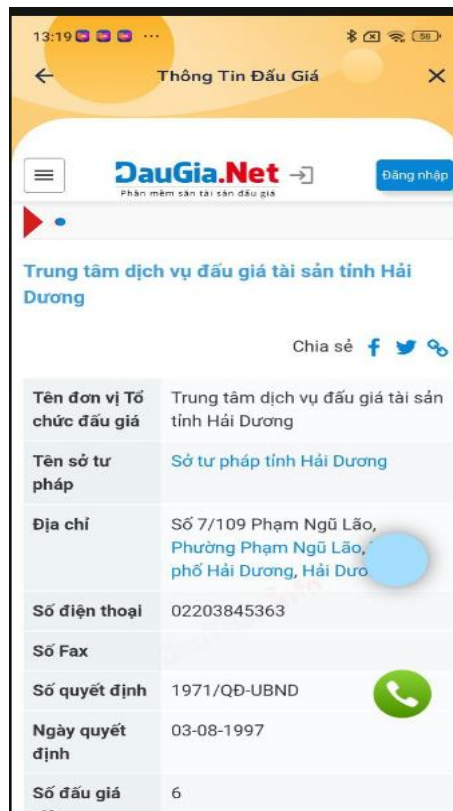 13:19
58
Thông Tin Đấu Giá
DauGia.Net
Đăng nhập
Phần mềm săn tài sản đấu giá
Trung tâm dịch vụ đấu giá tài sản tỉnh Hải
Dương
Chia sẻ
Tên đơn vị Tổ Trung tâm dịch vụ đấu giá tài sản
chức đấu giá tỉnh Hải Dương
Tên sở tư Sở tư pháp tỉnh Hải Dương
pháp
Địa chỉ Số 7/109 Phạm Ngũ Lão,
Phường Phạm Ngũ Lão,
phố Hải Dương, Hải
Số điện thoại 02203845363
Số Fax
Số quyết định 1971/QĐ-UBND
Ngày quyết 03-08-1997
định
Số đấu giá 6